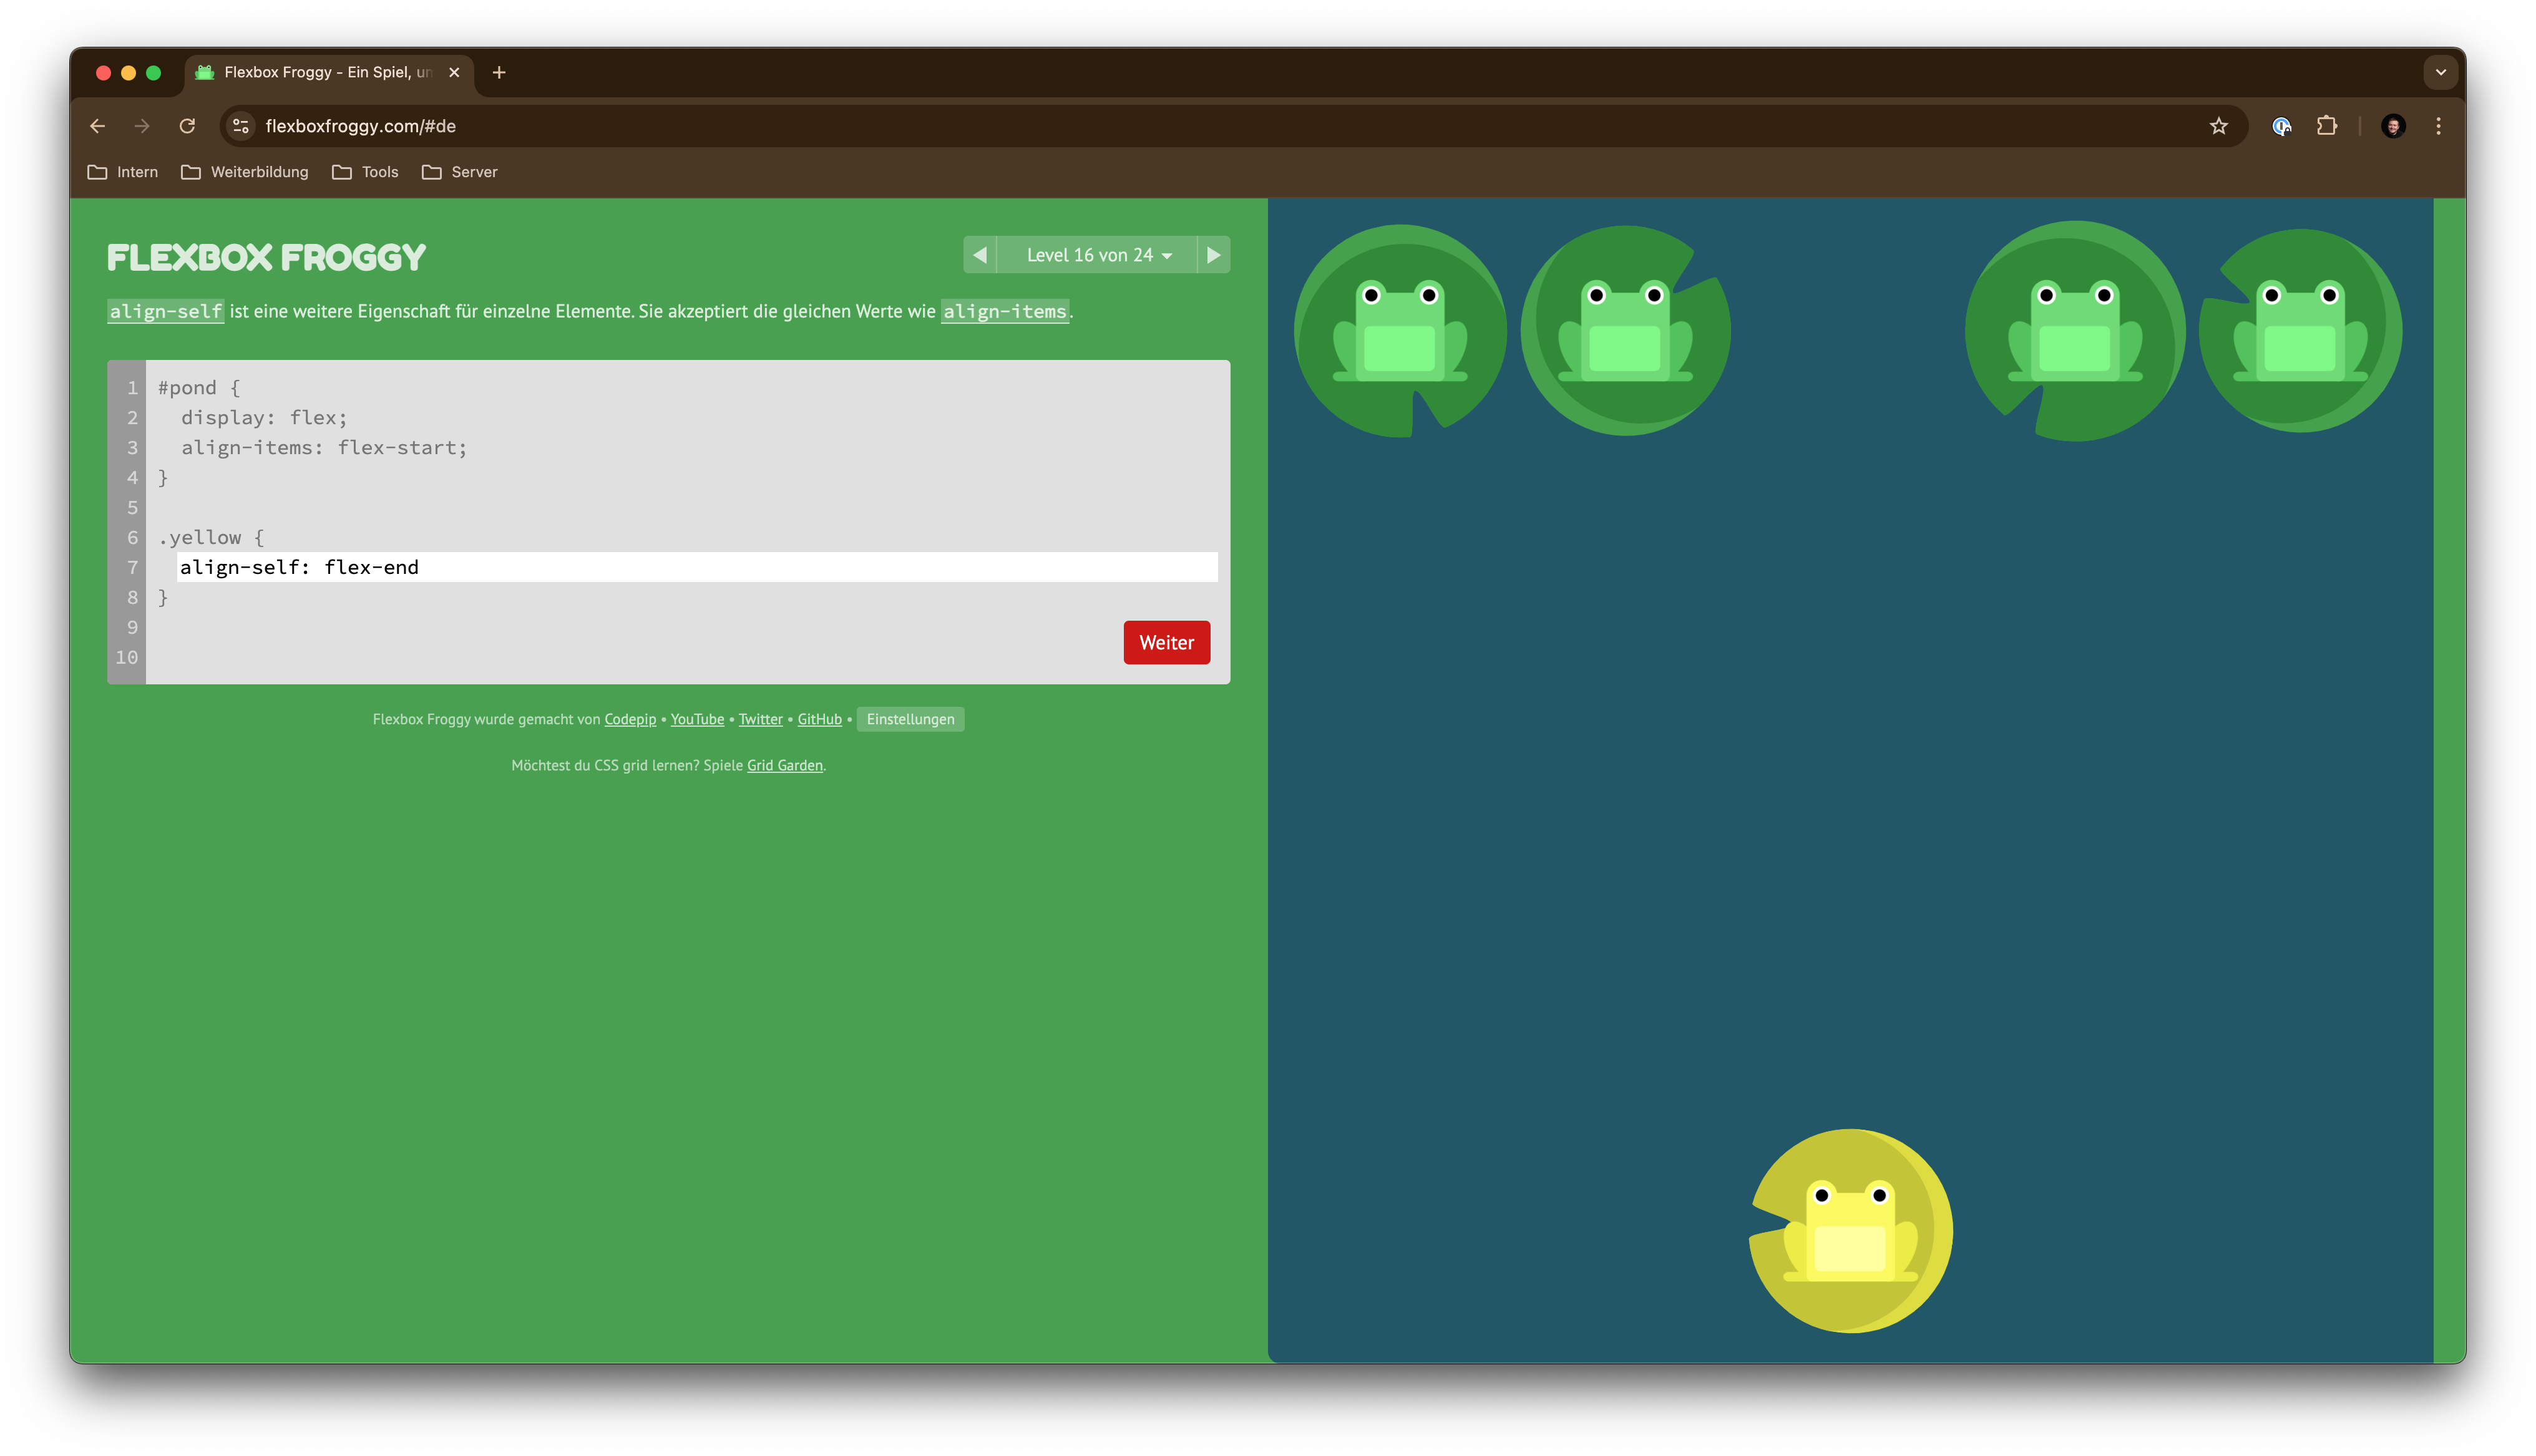 Flexbox Froggy - Ein Spiel, un
flexboxfroggy.com/#de
Intern Weiterbildung Tools Server
FLEXBOX FROGGY
Level 16 von 24
align-self ist eine weitere Eigenschaft für einzelne Elemente. Sie akzeptiert die gleichen Werte wie align-items.
1 #pond {
2 display: flex;
3 align-items: flex-start;
4 }
5
6 .yellow {
7 align-self: flex-end
8 }
9
10
Weiter
Flexbox Froggy wurde gemacht von Codepip • YouTube • Twitter • GitHub • Einstellungen
Möchtest du CSS grid lernen? Spiele Grid Garden.